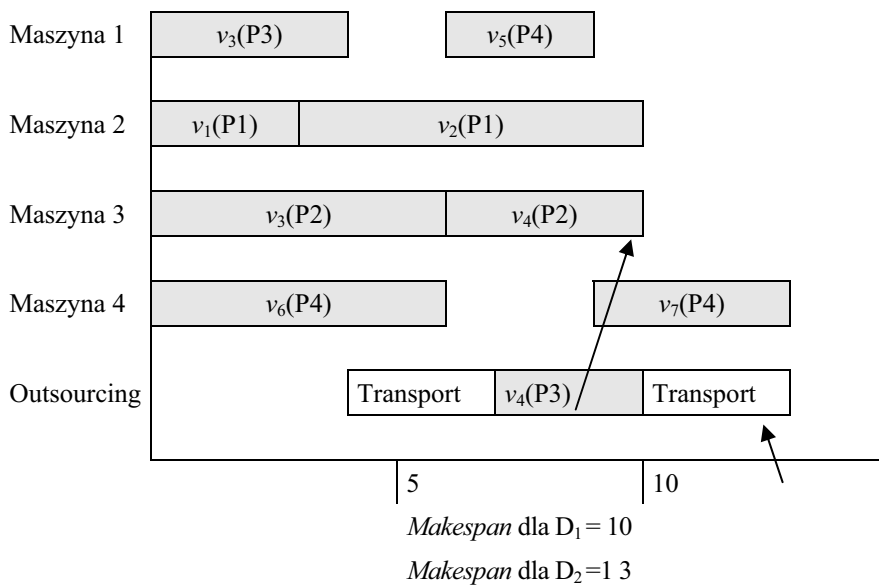 Maszyna 1 v₃(P3) v₅(P4)
Maszyna 2 v₁(P1) v₂(P1)
Maszyna 3 v₃(P2) v₄(P2)
Maszyna 4 v₆(P4) v₇(P4)
Outsourcing Transport v₄(P3) Transport
5 10
Makespan dla D₁ = 10
Makespan dla D₂ =1 3